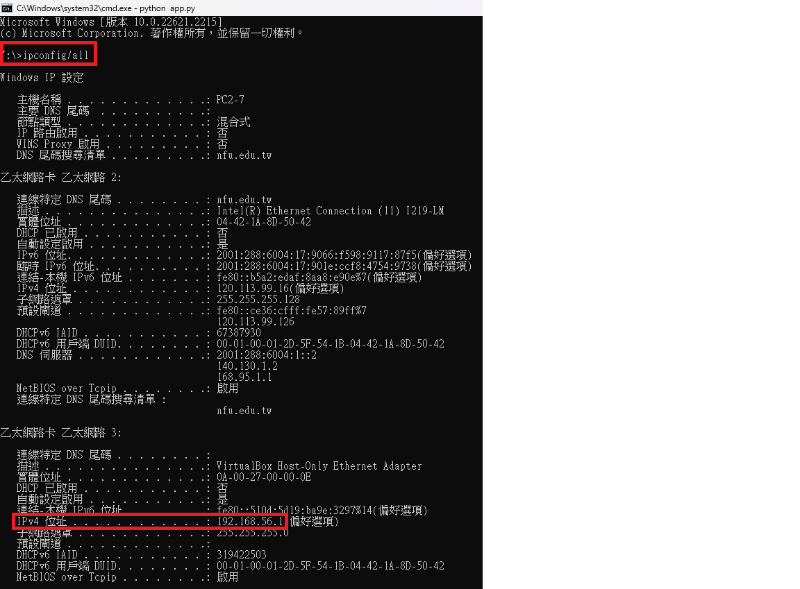 C:\Windows\system32\cmd.exe - python app.py
Microsoft Windows [版本 10.0.22621.2215]
(c) Microsoft Corporation. 著作權所有，並保留一切權利。
:\>ipconfig/all
Windows IP 設定
主機名稱 . . . . . . . . . . . . .: PC2-7
主要 DNS 尾碼 . . . . . . . . . . .:
節點類型 . . . . . . . . . . . . .: 混合式
IP 路由啟用 . . . . . . . . . . . .: 否
WINS Proxy 啟用 . . . . . . . . . .: 否
DNS 尾碼搜尋清單 . . . . . . . . . .: nfu.edu.tw
乙太網路卡 乙太網路 2:
連線特定 DNS 尾碼 . . . . . . . . .: nfu.edu.tw
描述 . . . . . . . . . . . . . . .: Intel(R) Ethernet Connection (11) I219-LM
實體位址 . . . . . . . . . . . . .: 04-42-1A-8D-50-42
DHCP 已啟用 . . . . . . . . . . . .: 否
自動設定啟用 . . . . . . . . . . .: 是
IPv6 位址. . . . . . . . . . . . .: 2001:288:6004:17:9066:f598:9117:87f5(偏好選項)
臨時 IPv6 位址. . . . . . . . . . .: 2001:288:6004:17:901e:ccf8:4754:9738(偏好選項)
連結-本機 IPv6 位址 . . . . . . . .: fe80::b5a2:edaf:8aa8:e90e%7(偏好選項)
IPv4 位址 . . . . . . . . . . . . .: 120.113.99.16(偏好選項)
子網路遮罩 . . . . . . . . . . . .: 255.255.255.128
預設閘道 . . . . . . . . . . . . .: fe80::ce36:cfff:fe57:89ff%7
120.113.99.126
DHCPv6 IAID . . . . . . . . . . . .: 67387930
DHCPv6 用戶端 DUID. . . . . . . . .: 00-01-00-01-2D-5F-54-1B-04-42-1A-8D-50-42
DNS 伺服器 . . . . . . . . . . . .: 2001:288:6004:1::2
140.130.1.2
168.95.1.1
NetBIOS over Tcpip . . . . . . . .: 啟用
連線特定 DNS 尾碼搜尋清單 :
nfu.edu.tw
乙太網路卡 乙太網路 3:
連線特定 DNS 尾碼 . . . . . . . . .:
描述 . . . . . . . . . . . . . . .: VirtualBox Host-Only Ethernet Adapter
實體位址 . . . . . . . . . . . . .: 0A-00-27-00-00-0E
DHCP 已啟用 . . . . . . . . . . . .: 否
自動設定啟用 . . . . . . . . . . .: 是
連結-本機 IPv6 位址 . . . . . . . .: fe80::510d:5d19:ba9e:3297%14(偏好選項)
IPv4 位址 . . . . . . . . . . . . .: 192.168.56.1(偏好選項)
子網路遮罩 . . . . . . . . . . . .: 255.255.255.0
預設閘道 . . . . . . . . . . . . .:
DHCPv6 IAID . . . . . . . . . . . .: 319422503
DHCPv6 用戶端 DUID. . . . . . . . .: 00-01-00-01-2D-5F-54-1B-04-42-1A-8D-50-42
NetBIOS over Tcpip . . . . . . . .: 啟用